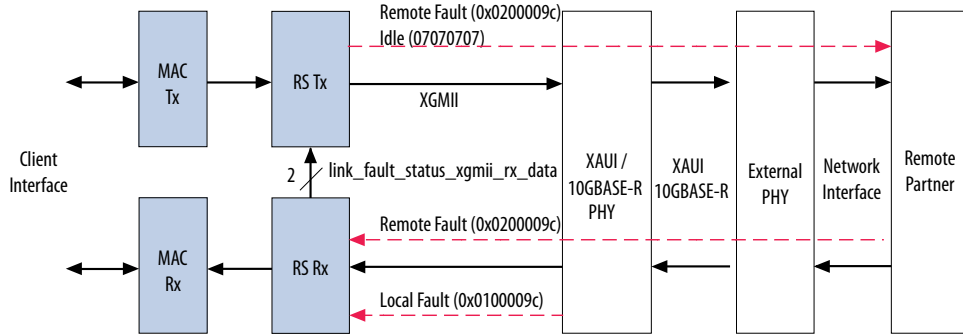 Remote Fault (0x0200009c)
Idle (07070707)
MAC
Tx
RS Tx
XGMII
Client
Interface
2
link_fault_status_xgmii_rx_data
XAUI /
10GBASE-R
PHY
XAUI
10GBASE-R
External
PHY
Network
Interface
Remote
Partner
Remote Fault (0x0200009c)
MAC
Rx
RS Rx
Local Fault (0x0100009c)